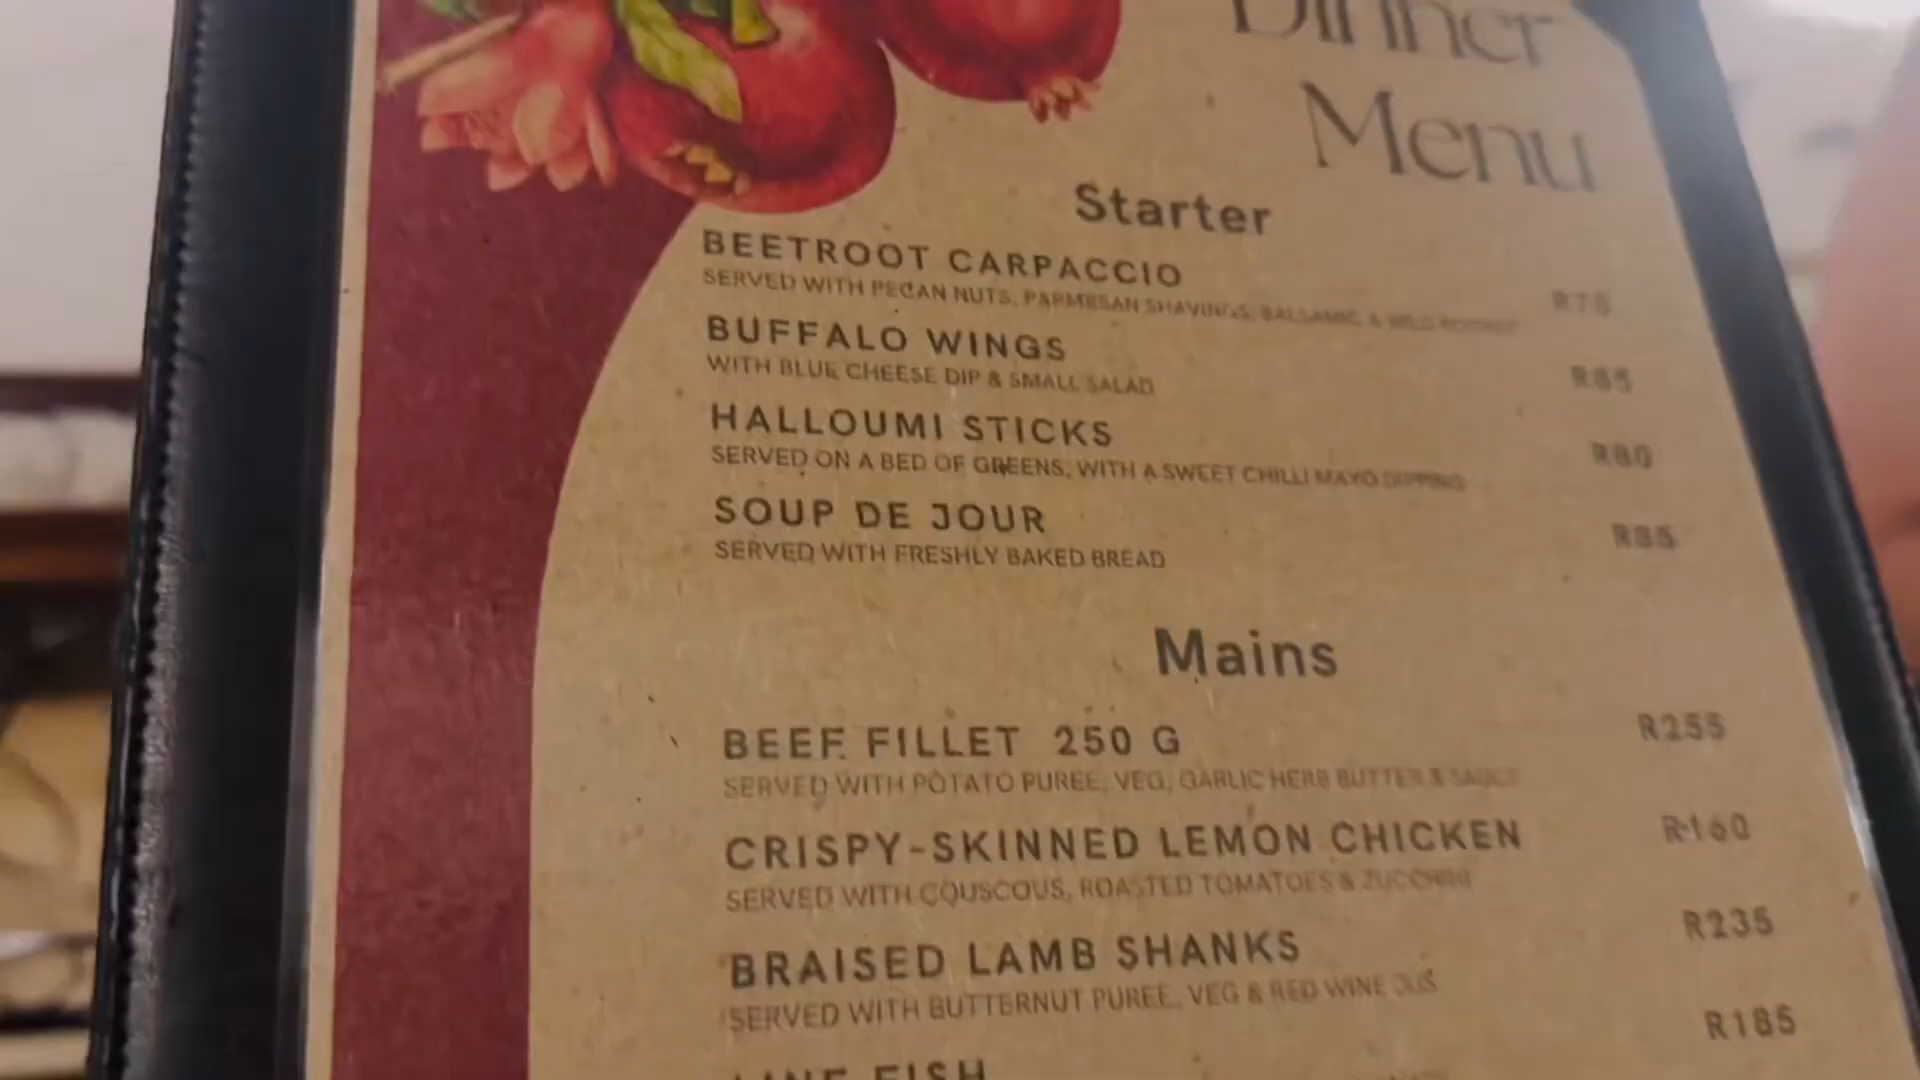 Dinner
Menu
Starter
BEETROOT CARPACCIO
SERVED WITH PECAN NUTS, PARMESAN SHAVINGS, BALSAMIC & WILD ROCKET
BUFFALO WINGS R85
WITH BLUE CHEESE DIP & SMALL SALAD
HALLOUMI STICKS R80
SERVED ON A BED OF GREENS, WITH A SWEET CHILLI MAYO DIPPING
SOUP DE JOUR
SERVED WITH FRESHLY BAKED BREAD
Mains
BEEF FILLET 250 G R255
SERVED WITH POTATO PUREE, VEG, GARLIC HERB BUTTER & SAUCE
CRISPY-SKINNED LEMON CHICKEN R160
SERVED WITH COUSCOUS, ROASTED TOMATOES & ZUCCHINI
BRAISED LAMB SHANKS R235
SERVED WITH BUTTERNUT PUREE, VEG & RED WINE JUS
LINE FISH R185